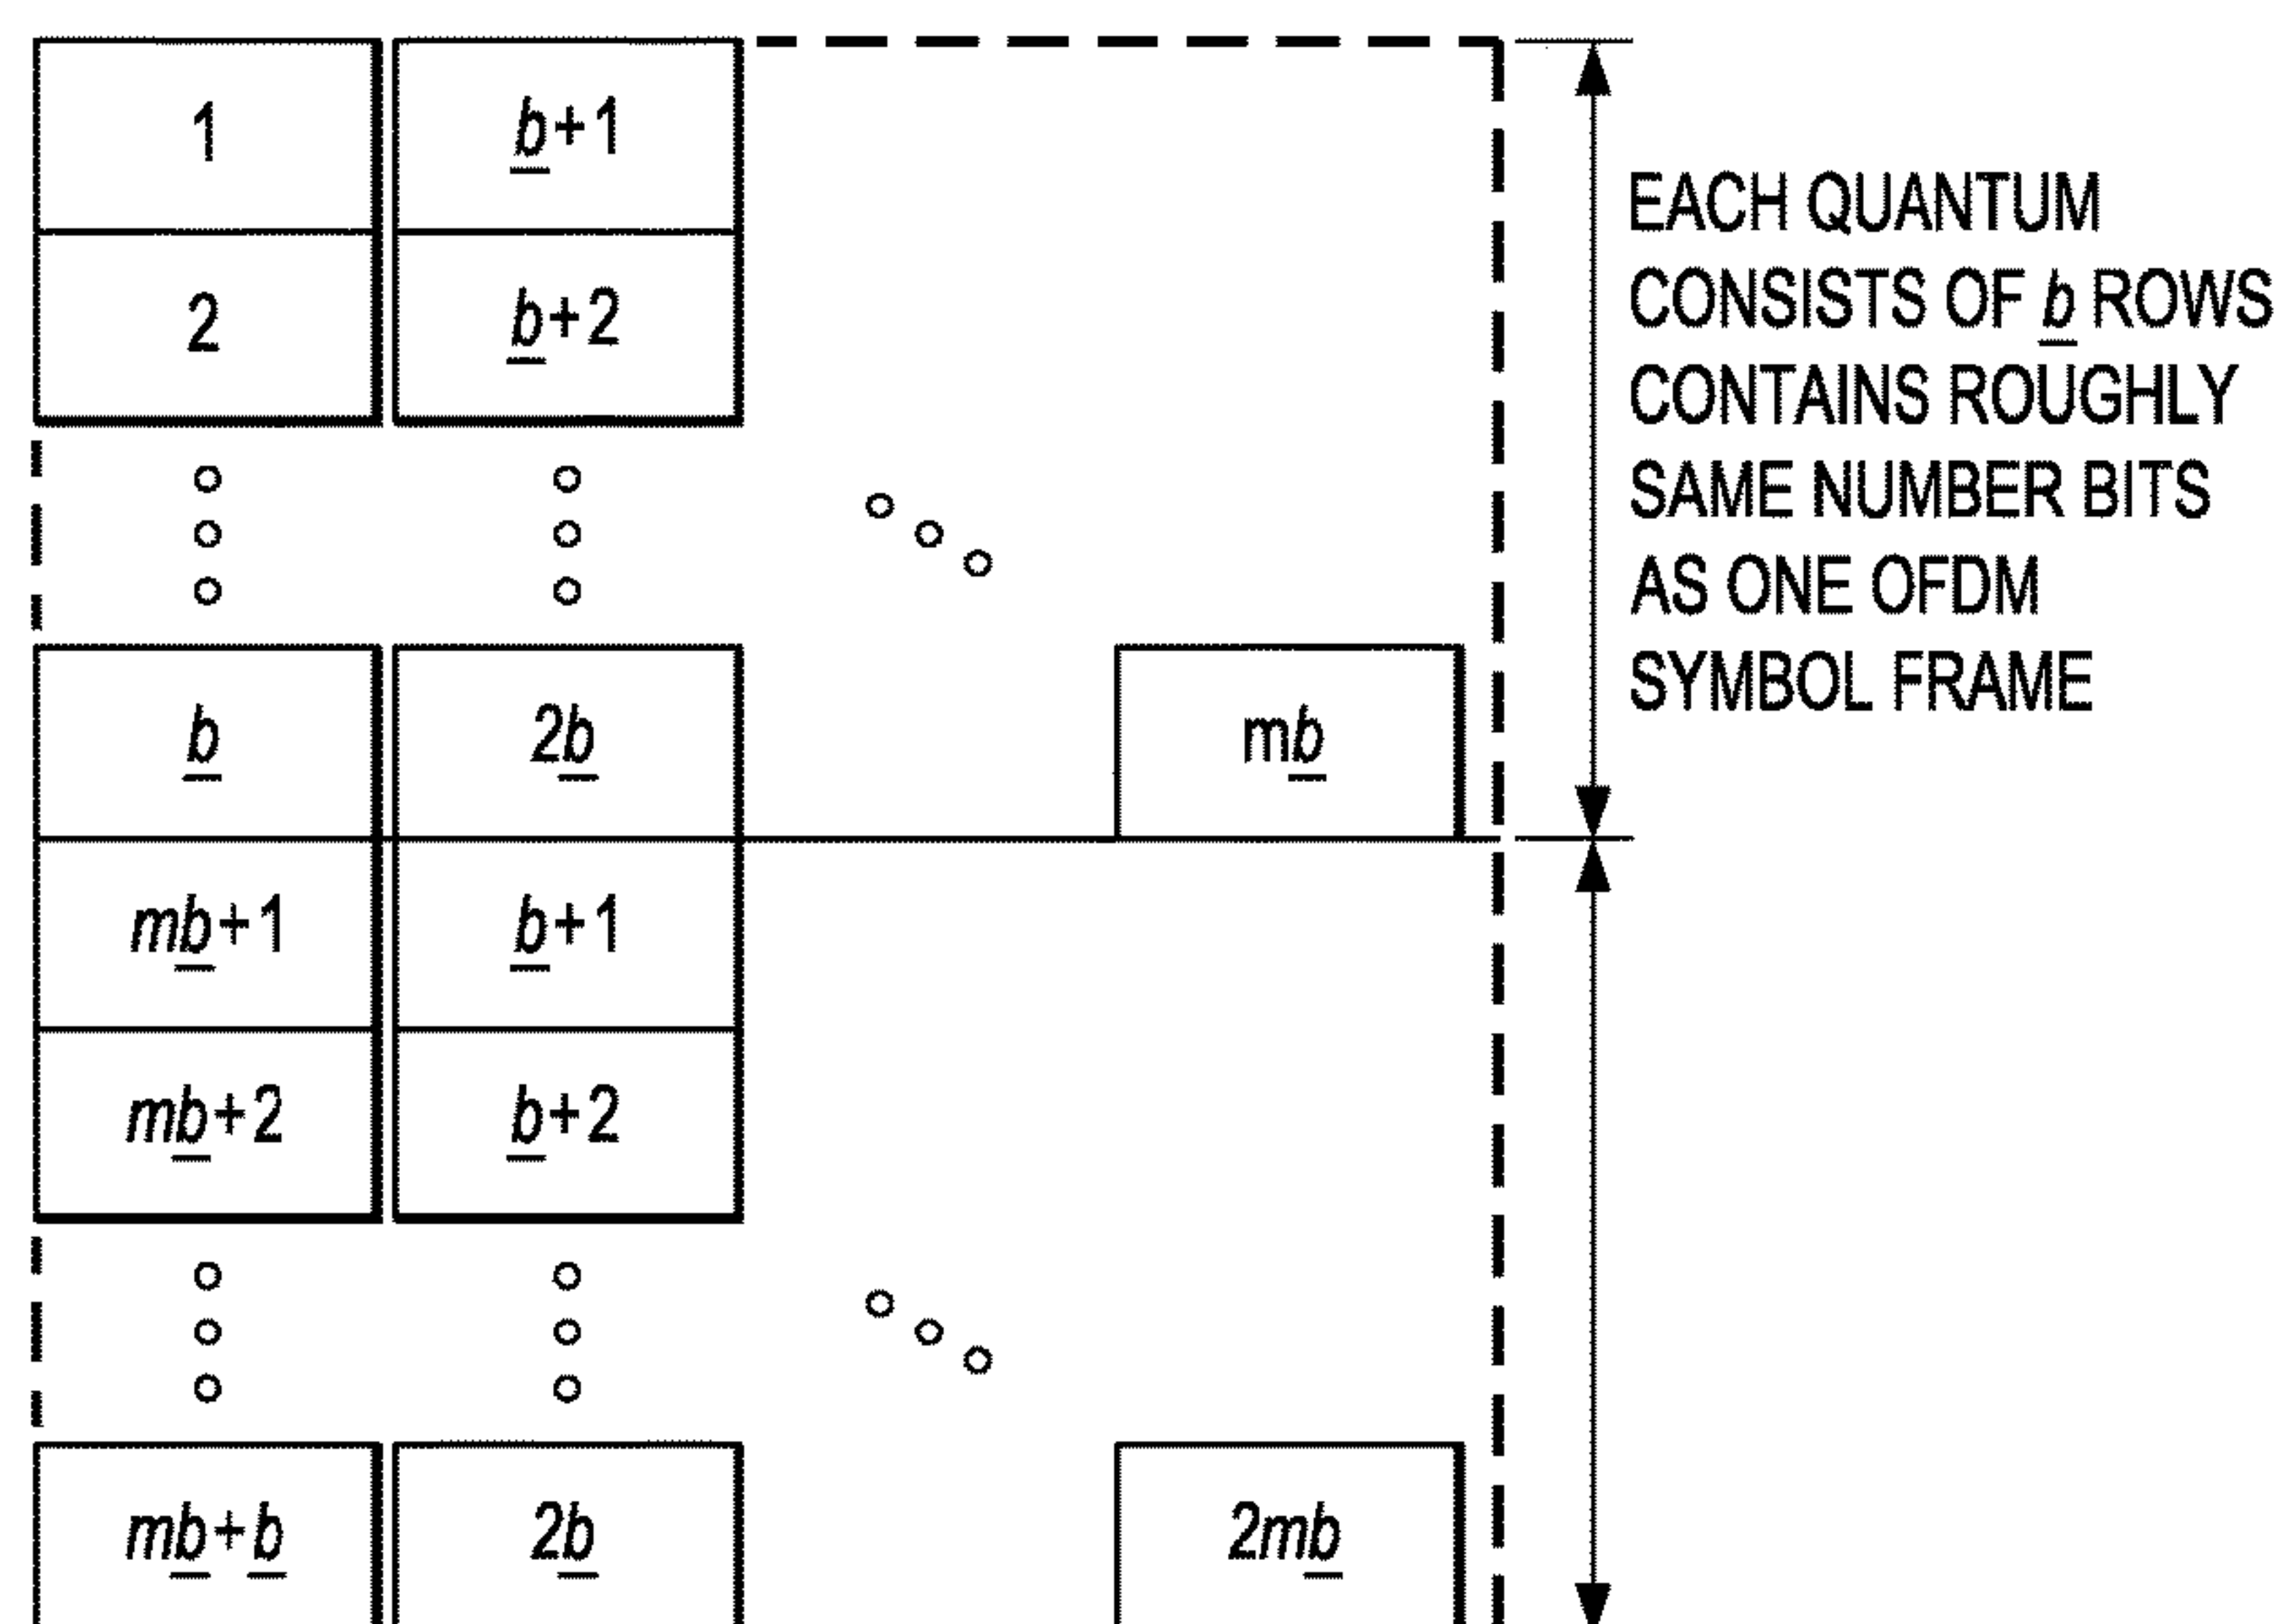 1 b+1
2 b+2
EACH QUANTUM
CONSISTS OF b ROWS
CONTAINS ROUGHLY
SAME NUMBER BITS
AS ONE OFDM
SYMBOL FRAME
b 2b mb
mb+1 b+1
mb+2 b+2
mb+b 2b 2mb